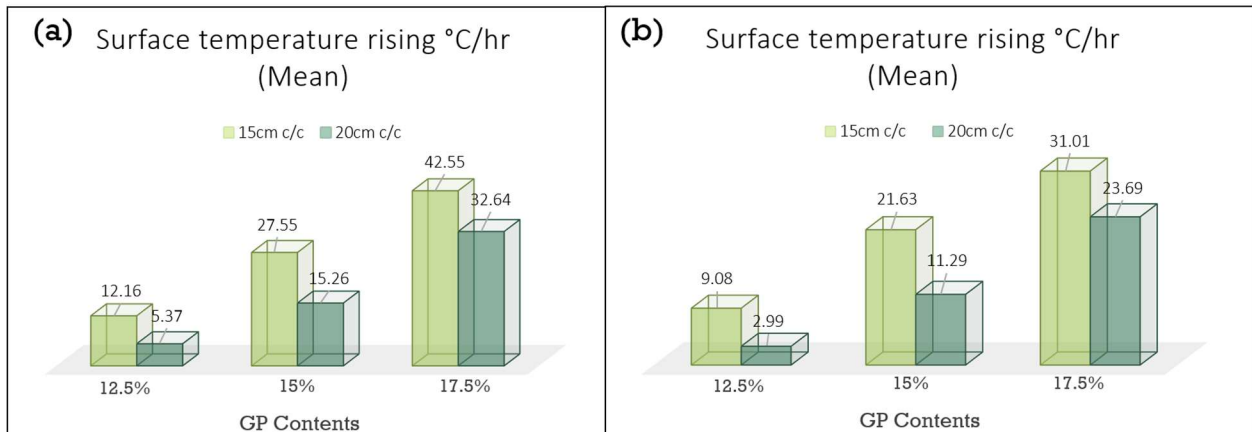 (a) Surface temperature rising °C/hr
(Mean)
15cm c/c 20cm c/c
42.55
32.64
27.55
15.26
12.16
5.37
12.5% 15% 17.5%
GP Contents
(b) Surface temperature rising °C/hr
(Mean)
15cm c/c 20cm c/c
31.01
23.69
21.63
11.29
9.08
2.99
12.5% 15% 17.5%
GP Contents